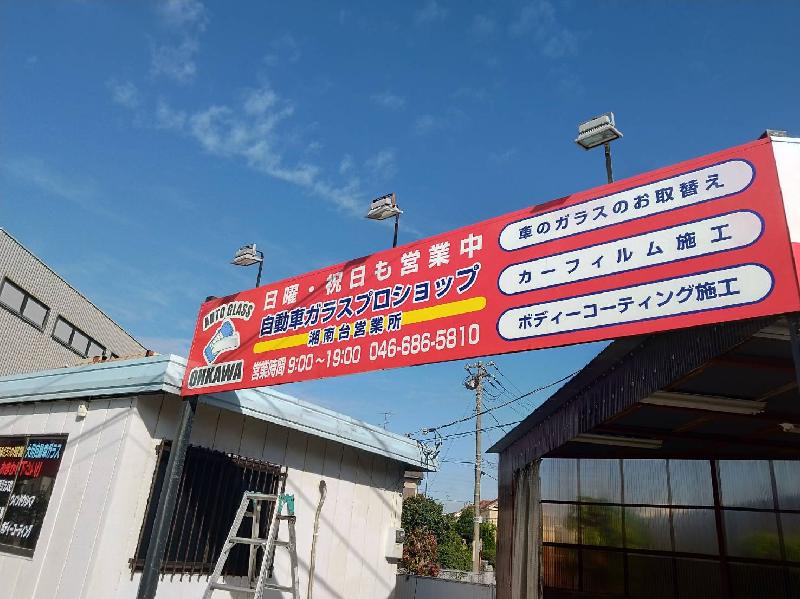 AUTO GLASS
OHKAWA
日曜・祝日も営業中
自動車ガラスプロショップ
湘南台営業所
営業時間 9:00~19:00 046-686-5810
車のガラスのお取替え
カーフィルム施工
ボディーコーティング施工